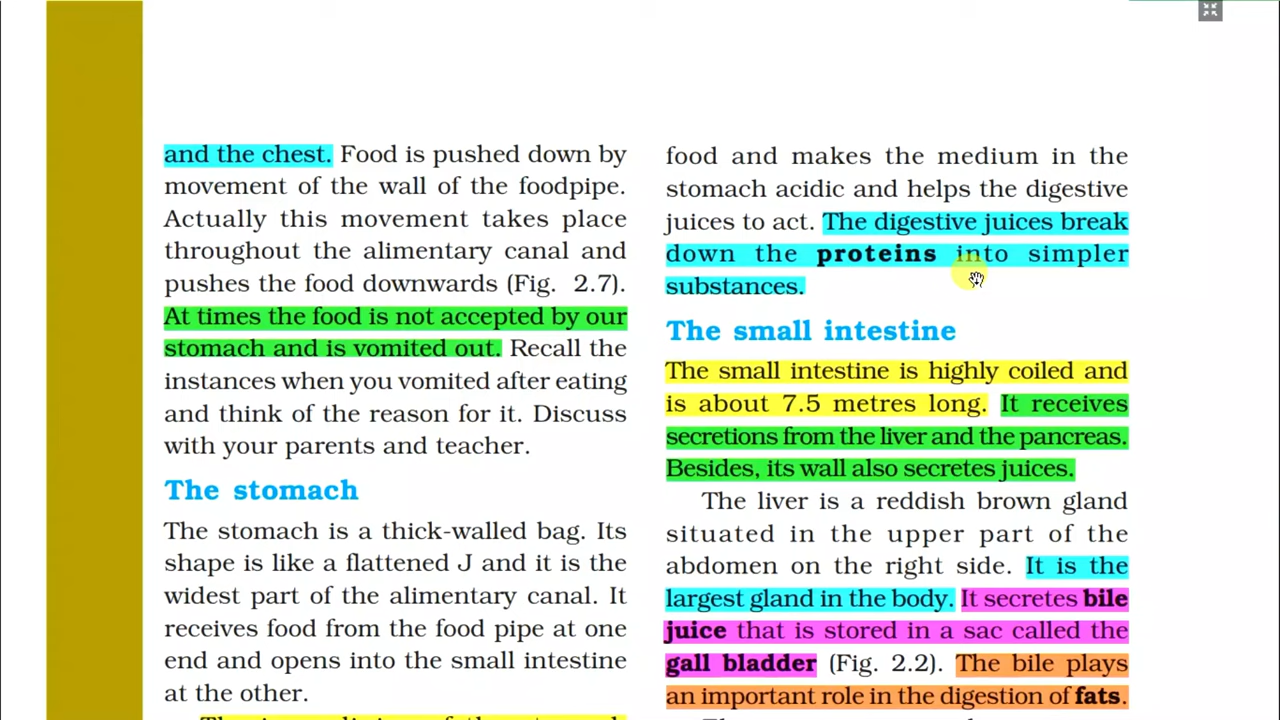 and the chest. Food is pushed down by
movement of the wall of the foodpipe.
Actually this movement takes place
throughout the alimentary canal and
pushes the food downwards (Fig. 2.7).
At times the food is not accepted by our
stomach and is vomited out. Recall the
instances when you vomited after eating
and think of the reason for it. Discuss
with your parents and teacher.
The stomach
The stomach is a thick-walled bag. Its
shape is like a flattened J and it is the
widest part of the alimentary canal. It
receives food from the food pipe at one
end and opens into the small intestine
at the other.
food and makes the medium in the
stomach acidic and helps the digestive
juices to act. The digestive juices break
down the proteins into simpler
substances.
The small intestine
The small intestine is highly coiled and
is about 7.5 metres long. It receives
secretions from the liver and the pancreas.
Besides, its wall also secretes juices.
The liver is a reddish brown gland
situated in the upper part of the
abdomen on the right side. It is the
largest gland in the body. It secretes bile
juice that is stored in a sac called the
gall bladder (Fig. 2.2). The bile plays
an important role in the digestion of fats.